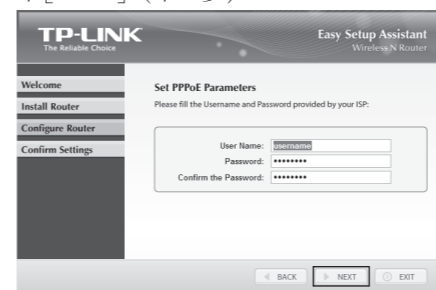 TP-LINK
The Reliable Choice
Easy Setup Assistant
Wireless N Router
Welcome
Install Router
Configure Router
Confirm Settings
Set PPPoE Parameters
Please fill the Username and Password provided by your ISP:
User Name: username
Password: ••••••••
Confirm the Password: ••••••••
BACK
NEXT
EXIT